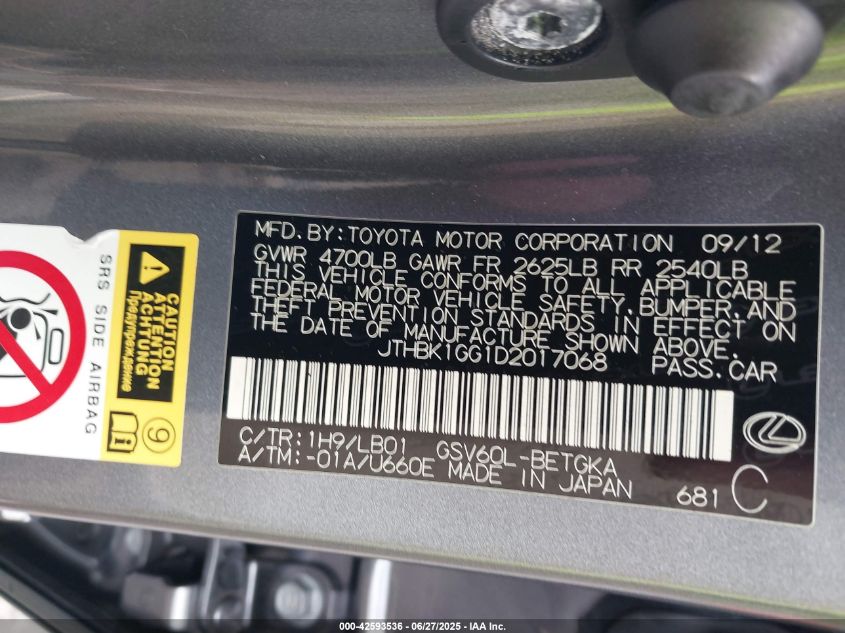 MFD.BY:TOYOTA MOTOR CORPORATION 09/12
GVWR 4700LB GAWR FR 2625LB RR 2540LB
THIS VEHICLE CONFORMS TO ALL APPLICABLE
FEDERAL MOTOR VEHICLE SAFETY, BUMPER, AND
THEFT PREVENTION STANDARDS IN EFFECT ON
THE DATE OF MANUFACTURE SHOWN ABOVE.
JTHBK1GG1D2017068 PASS.CAR
C/TR:1H9/LB01 GSV60L-BETGKA
A/TM:-01A/U660E MADE IN JAPAN
681 C
SRS SIDE AIRBAG
CAUTION
ATTENTION
ACHTUNG
Предупреждение
9
000-42593536 - 06/27/2025 - IAA Inc.